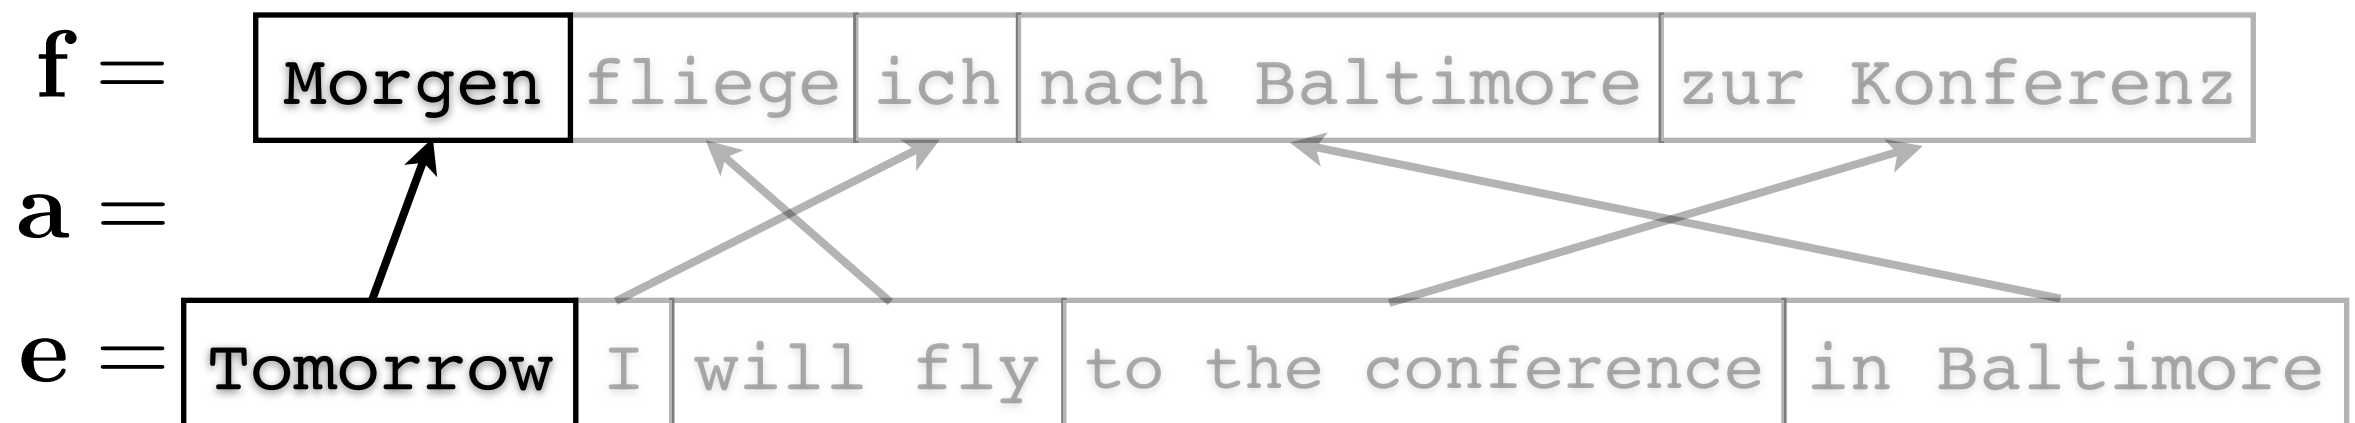 f = Morgen fliege ich nach Baltimore zur Konferenz
a =
e = Tomorrow I will fly to the conference in Baltimore